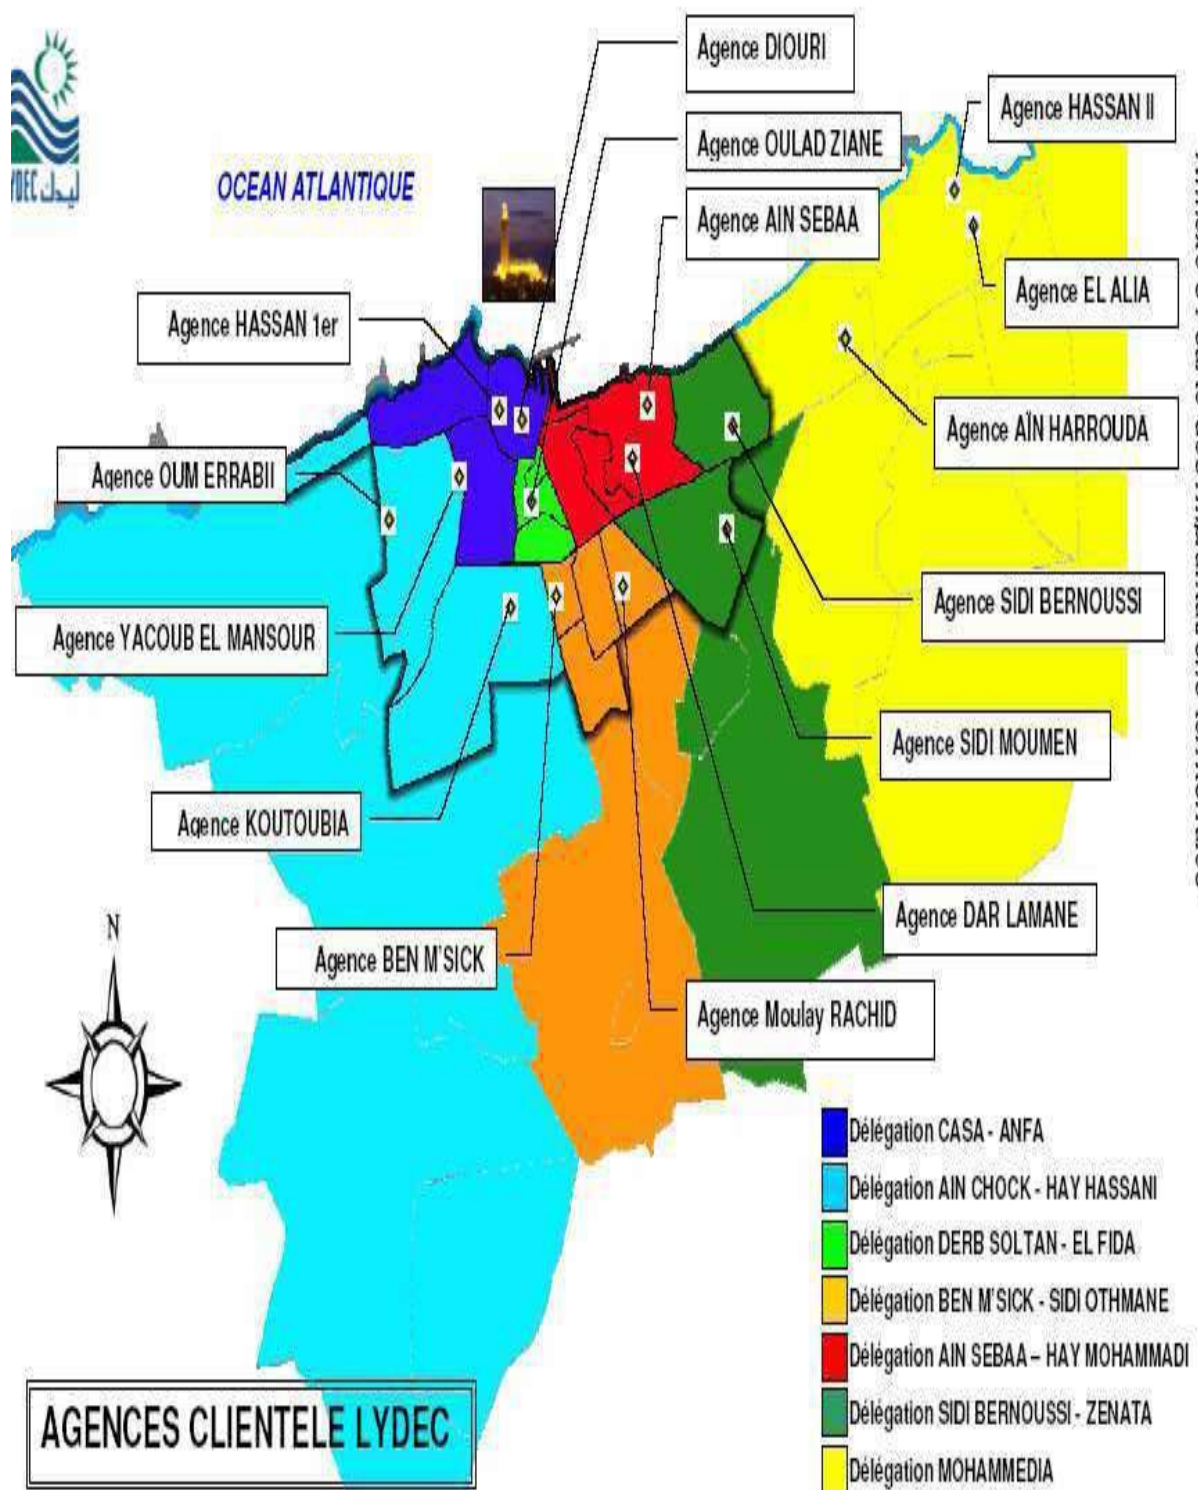 Agence DIOURI
Agence HASSAN II
Agence OULAD ZIANE
ليدك
OCEAN ATLANTIQUE
Agence AIN SEBAA
Agence EL ALIA
Agence HASSAN 1er
Agence AÏN HARROUDA
Agence OUM ERRABII
Agence SIDI BERNOUSSI
Agence YACOUB EL MANSOUR
Agence SIDI MOUMEN
Agence KOUTOUBIA
Agence DAR LAMANE
N
Agence BEN M'SICK
Agence Moulay RACHID
Délégation CASA - ANFA
Délégation AIN CHOCK - HAY HASSANI
Délégation DERB SOLTAN - EL FIDA
Délégation BEN M'SICK - SIDI OTHMANE
Délégation AIN SEBAA – HAY MOHAMMADI
Délégation SIDI BERNOUSSI - ZENATA
Délégation MOHAMMEDIA
AGENCES CLIENTELE LYDEC